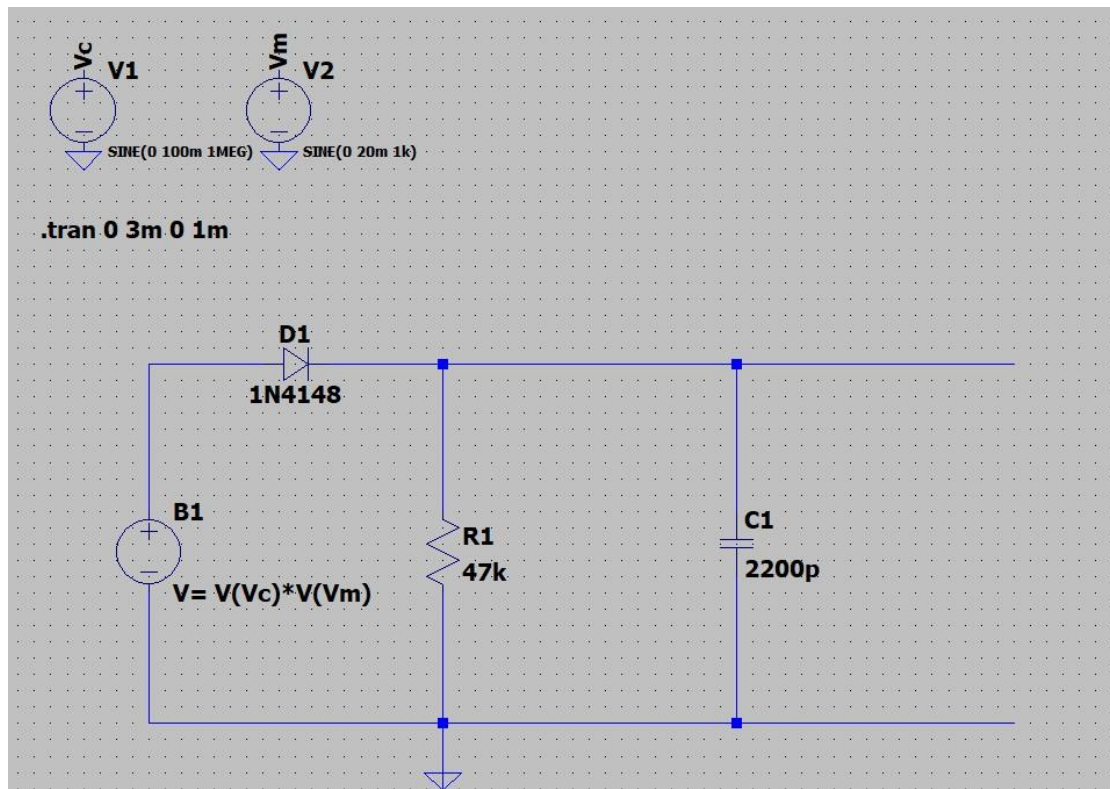 Vc
V1
SINE(0 100m 1MEG)
Vm
V2
SINE(0 20m 1k)
.tran 0 3m 0 1m
D1
1N4148
B1
V= V(Vc)*V(Vm)
R1
47k
C1
2200p